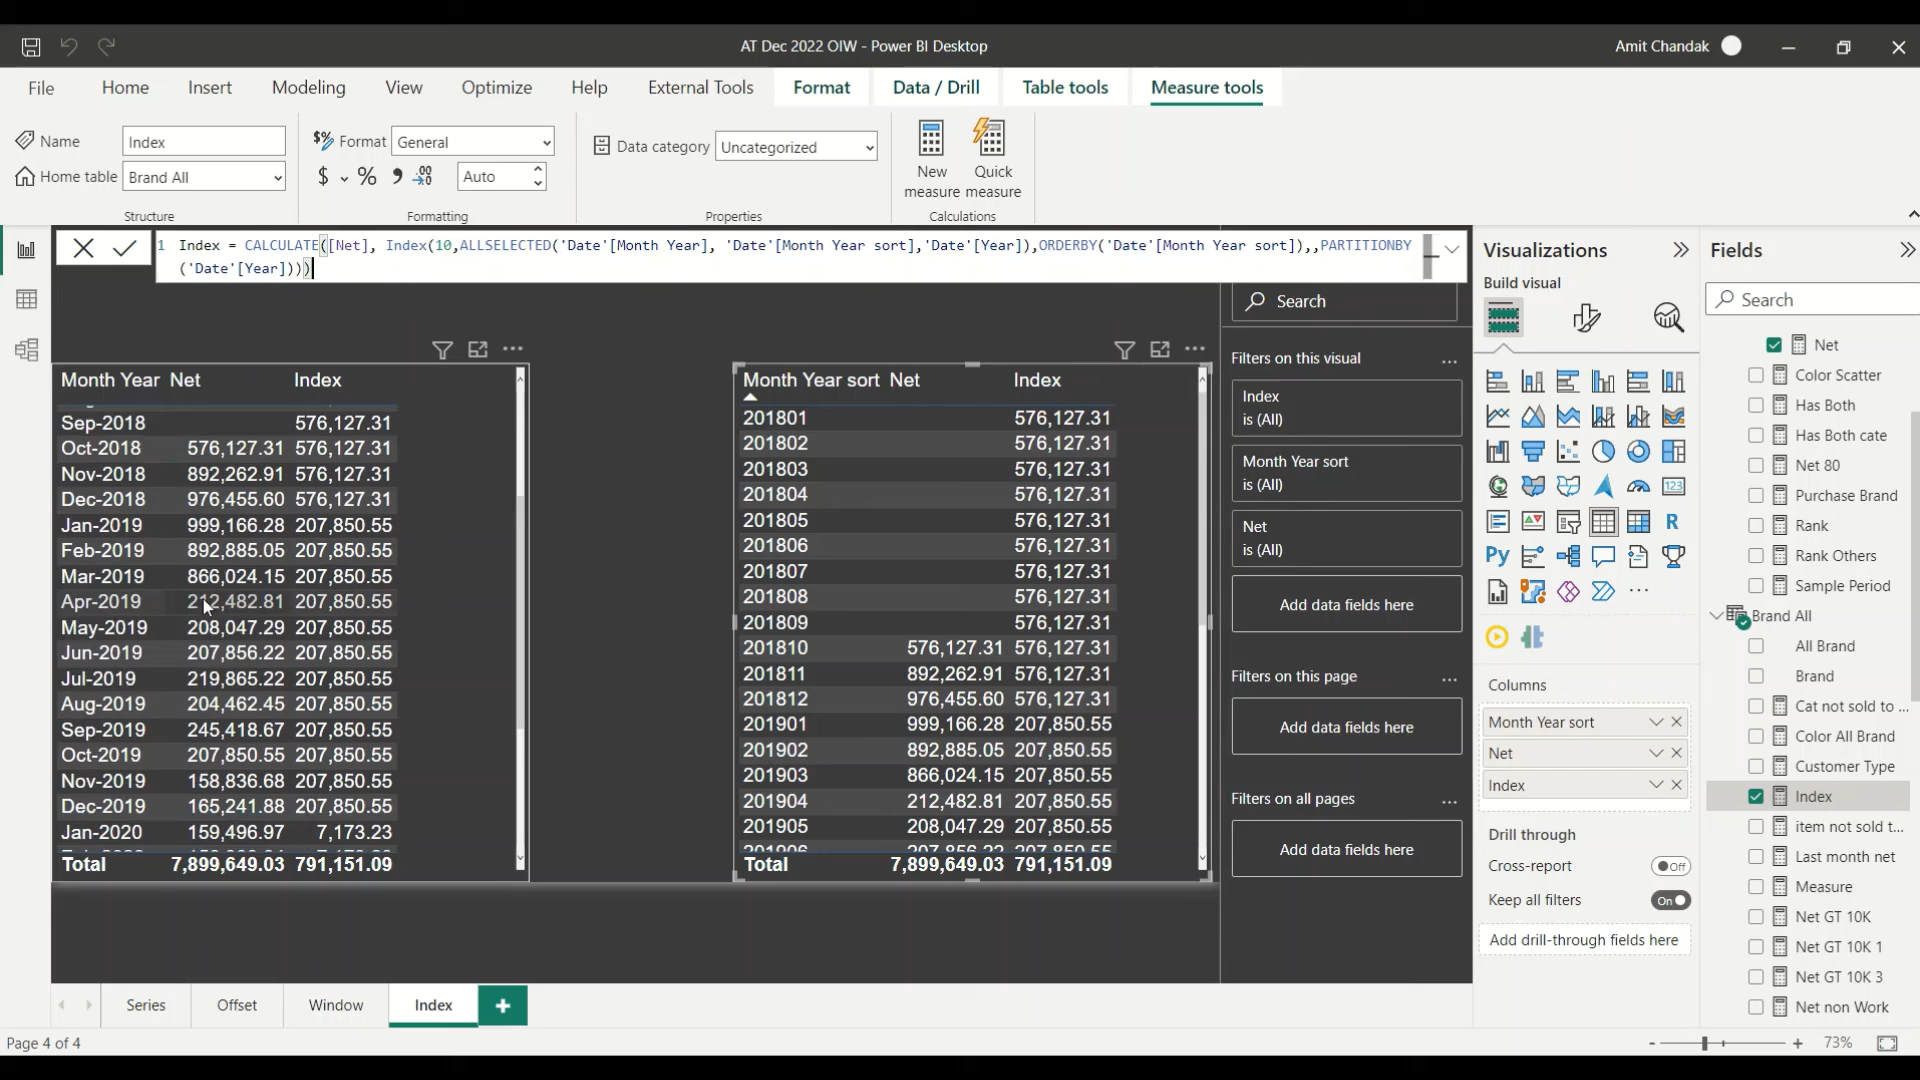 AT Dec 2022 OIW - Power BI Desktop
Amit Chandak
File
Home
Insert
Modeling
View
Optimize
Help
External Tools
Format
Data / Drill
Table tools
Measure tools
Name
Index
Home table
Brand All
Structure
$% Format
General
$
%
,
.00
Auto
Formatting
Data category
Uncategorized
Properties
New measure
Quick measure
Calculations
1 Index = CALCULATE([Net], Index(10,ALLSELECTED('Date'[Month Year], 'Date'[Month Year sort],'Date'[Year]),ORDERBY('Date'[Month Year sort]),,PARTITIONBY
('Date'[Year])))
Month Year Net Index
Sep-2018 576,127.31
Oct-2018 576,127.31 576,127.31
Nov-2018 892,262.91 576,127.31
Dec-2018 976,455.60 576,127.31
Jan-2019 999,166.28 207,850.55
Feb-2019 892,885.05 207,850.55
Mar-2019 866,024.15 207,850.55
Apr-2019 212,482.81 207,850.55
May-2019 208,047.29 207,850.55
Jun-2019 207,856.22 207,850.55
Jul-2019 219,865.22 207,850.55
Aug-2019 204,462.45 207,850.55
Sep-2019 245,418.67 207,850.55
Oct-2019 207,850.55 207,850.55
Nov-2019 158,836.68 207,850.55
Dec-2019 165,241.88 207,850.55
Jan-2020 159,496.97 7,173.23
Total 7,899,649.03 791,151.09
Month Year sort Net Index
201801 576,127.31
201802 576,127.31
201803 576,127.31
201804 576,127.31
201805 576,127.31
201806 576,127.31
201807 576,127.31
201808 576,127.31
201809 576,127.31
201810 576,127.31 576,127.31
201811 892,262.91 576,127.31
201812 976,455.60 576,127.31
201901 999,166.28 207,850.55
201902 892,885.05 207,850.55
201903 866,024.15 207,850.55
201904 212,482.81 207,850.55
201905 208,047.29 207,850.55
201906 207,856.22 207,850.55
Total 7,899,649.03 791,151.09
Search
Filters on this visual
Index
is (All)
Month Year sort
is (All)
Net
is (All)
Add data fields here
Filters on this page
Add data fields here
Filters on all pages
Add data fields here
Visualizations
Build visual
123
R
Py
Columns
Month Year sort
Net
Index
Drill through
Cross-report
Off
Keep all filters
On
Add drill-through fields here
Fields
Search
Net
Color Scatter
Has Both
Has Both cate
Net 80
Purchase Brand
Rank
Rank Others
Sample Period
Brand All
All Brand
Brand
Cat not sold to ...
Color All Brand
Customer Type
Index
item not sold t...
Last month net
Measure
Net GT 10K
Net GT 10K 1
Net GT 10K 3
Net non Work
Series
Offset
Window
Index
Page 4 of 4
- + 73%